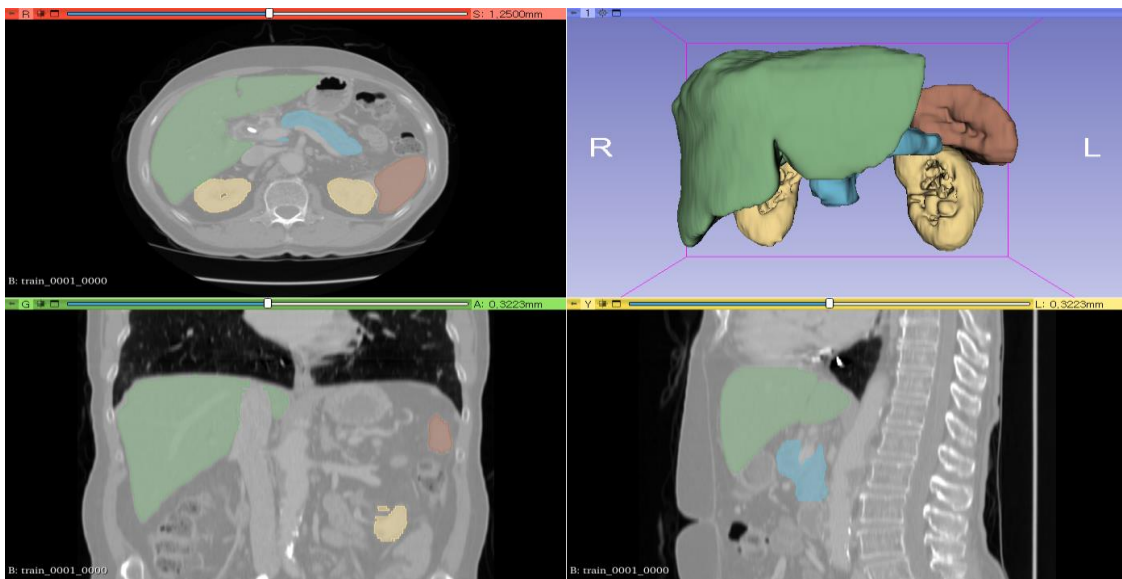 R S: 1.2500mm
1
B: train_0001_0000
R L
G A: 0.3223mm
Y L: 0.3223mm
B: train_0001_0000
B: train_0001_0000